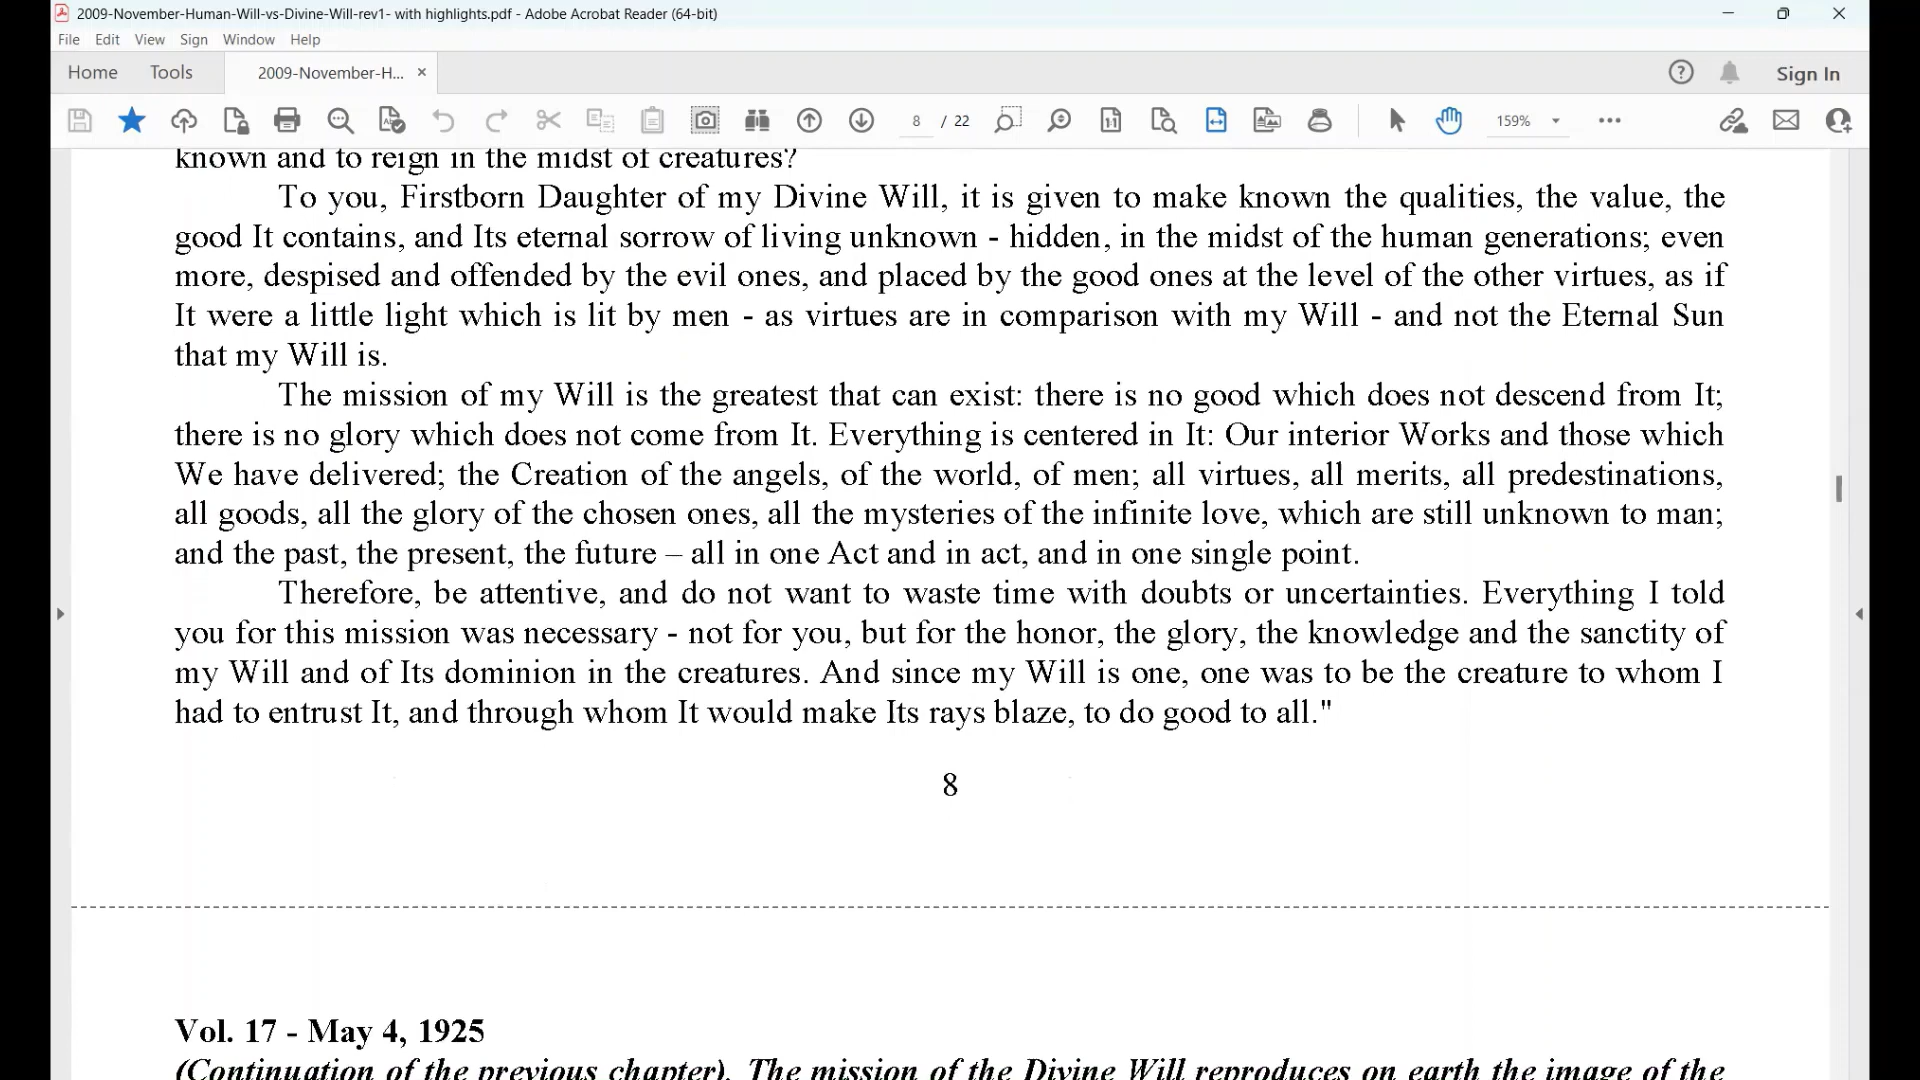 2009-November-Human-Will-vs-Divine-Will-rev1- with highlights.pdf - Adobe Acrobat Reader (64-bit)
File Edit View Sign Window Help
Home Tools 2009-November-H... × Sign In
8 / 22 159%
known and to reign in the midst of creatures?
To you, Firstborn Daughter of my Divine Will, it is given to make known the qualities, the value, the
good It contains, and Its eternal sorrow of living unknown - hidden, in the midst of the human generations; even
more, despised and offended by the evil ones, and placed by the good ones at the level of the other virtues, as if
It were a little light which is lit by men - as virtues are in comparison with my Will - and not the Eternal Sun
that my Will is.
The mission of my Will is the greatest that can exist: there is no good which does not descend from It;
there is no glory which does not come from It. Everything is centered in It: Our interior Works and those which
We have delivered; the Creation of the angels, of the world, of men; all virtues, all merits, all predestinations,
all goods, all the glory of the chosen ones, all the mysteries of the infinite love, which are still unknown to man;
and the past, the present, the future – all in one Act and in act, and in one single point.
Therefore, be attentive, and do not want to waste time with doubts or uncertainties. Everything I told
you for this mission was necessary - not for you, but for the honor, the glory, the knowledge and the sanctity of
my Will and of Its dominion in the creatures. And since my Will is one, one was to be the creature to whom I
had to entrust It, and through whom It would make Its rays blaze, to do good to all."
8
Vol. 17 - May 4, 1925
(Continuation of the previous chapter). The mission of the Divine Will reproduces on earth the image of the